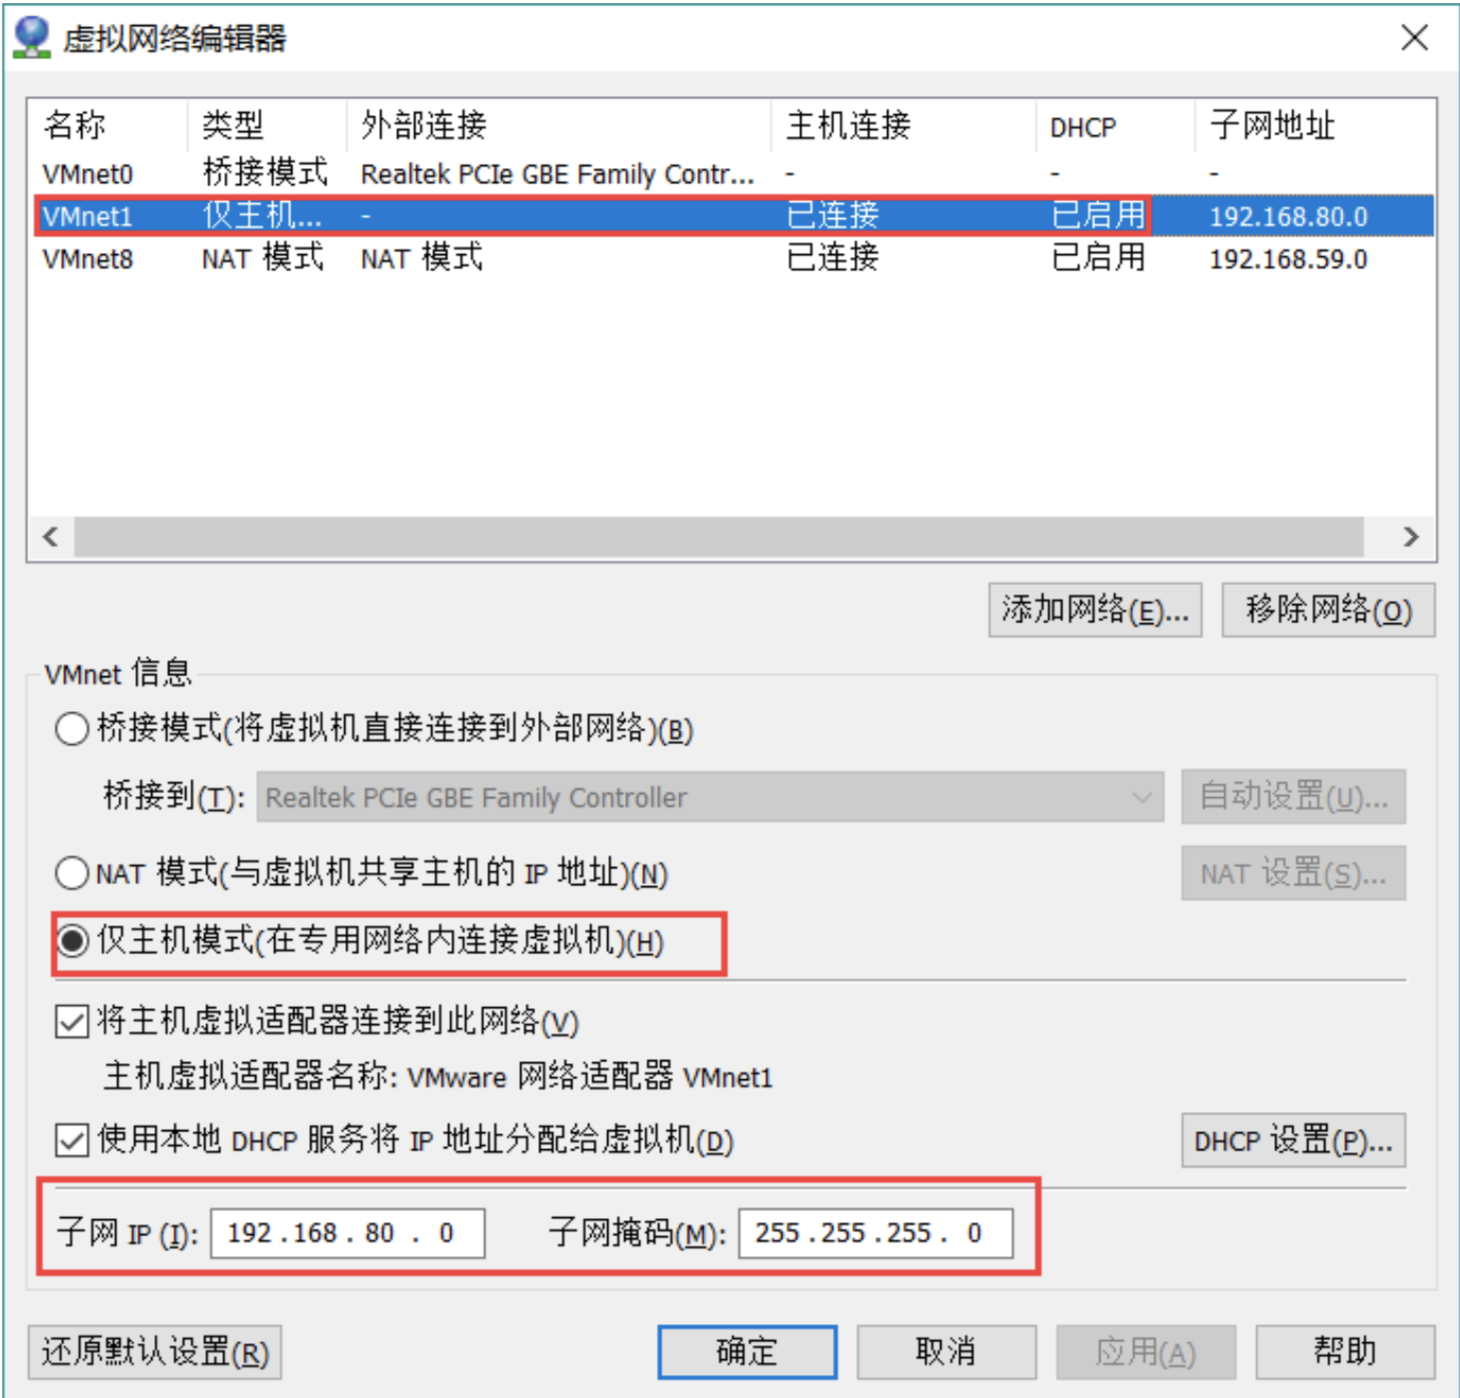 虚拟网络编辑器
名称 类型 外部连接 主机连接 DHCP 子网地址
VMnet0 桥接模式 Realtek PCIe GBE Family Contr... - - -
VMnet1 仅主机... - 已连接 已启用 192.168.80.0
VMnet8 NAT 模式 NAT 模式 已连接 已启用 192.168.59.0
添加网络(E)... 移除网络(O)
VMnet 信息
桥接模式(将虚拟机直接连接到外部网络)(B)
桥接到(T): Realtek PCIe GBE Family Controller 自动设置(U)...
NAT 模式(与虚拟机共享主机的 IP 地址)(N) NAT 设置(S)...
仅主机模式(在专用网络内连接虚拟机)(H)
将主机虚拟适配器连接到此网络(V)
主机虚拟适配器名称: VMware 网络适配器 VMnet1
使用本地 DHCP 服务将 IP 地址分配给虚拟机(D) DHCP 设置(P)...
子网 IP (I): 192 . 168 . 80 . 0 子网掩码(M): 255 . 255 . 255 . 0
还原默认设置(R) 确定 取消 应用(A) 帮助